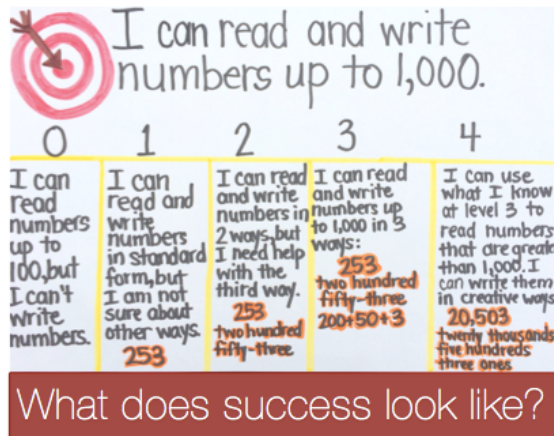 I can read and write
numbers up to 1,000.
0
I can
read
numbers
up to
100, but
I can't
write
numbers.
1
I can
read and
write
numbers
in standard
form, but
I am not
sure about
other ways.
253
2
I can read
and write
numbers in
2 ways, but
I need help
with the
third way.
253
two hundred
fifty-three
3
I can read
and write
numbers up
to 1,000 in 3
ways:
253
two hundred
fifty-three
200+50+3
4
I can use
what I know
at level 3 to
read numbers
that are greate
than 1,000. I
can write them
in creative ways
20,503
twenty thousands
five hundreds
three ones
What does success look like?